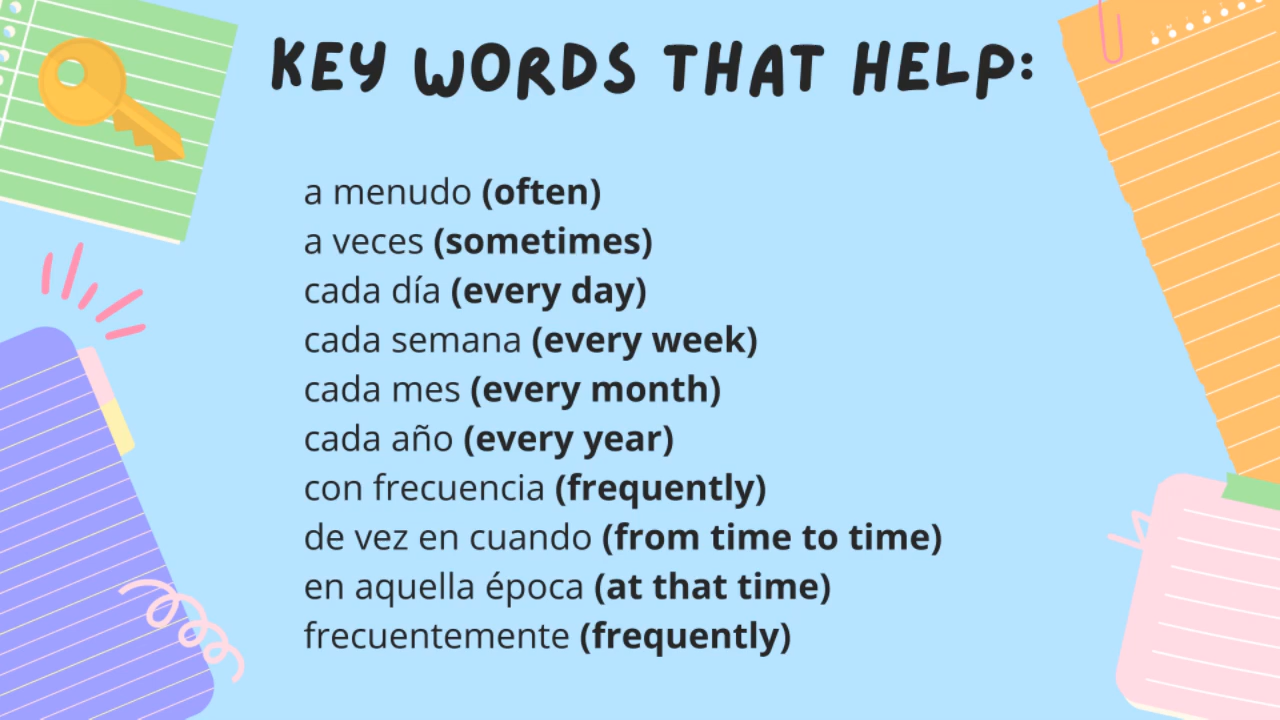 KEY WORDS THAT HELP:
a menudo (often)
a veces (sometimes)
cada día (every day)
cada semana (every week)
cada mes (every month)
cada año (every year)
con frecuencia (frequently)
de vez en cuando (from time to time)
en aquella época (at that time)
frecuentemente (frequently)